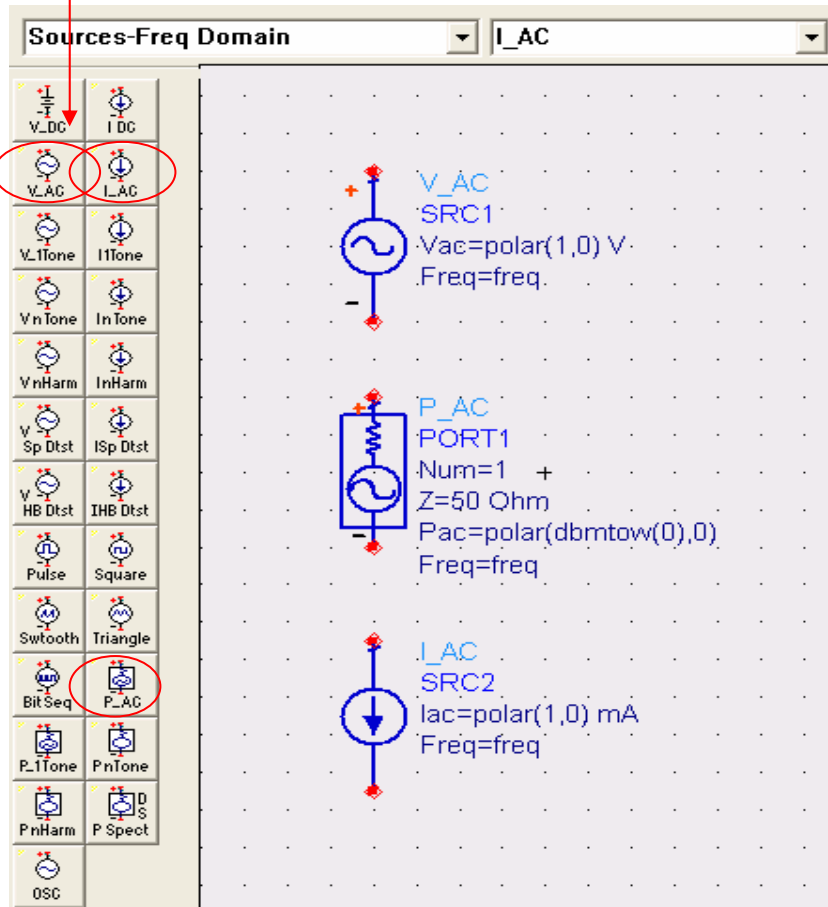 Sources-Freq Domain I_AC
V_DC I DC
V_AC I_AC
V_1Tone I1Tone
VnTone InTone
VnHarm InHarm
V Sp Dtst ISp Dtst
V HB Dtst IHB Dtst
Pulse Square
Swtooth Triangle
BitSeq P_AC
P_1Tone PnTone
PnHarm P Spect DS
OSC
V_AC
SRC1
Vac=polar(1,0) V
Freq=freq
P_AC
PORT1
Num=1
Z=50 Ohm
Pac=polar(dbmtow(0),0)
Freq=freq
I_AC
SRC2
Iac=polar(1,0) mA
Freq=freq